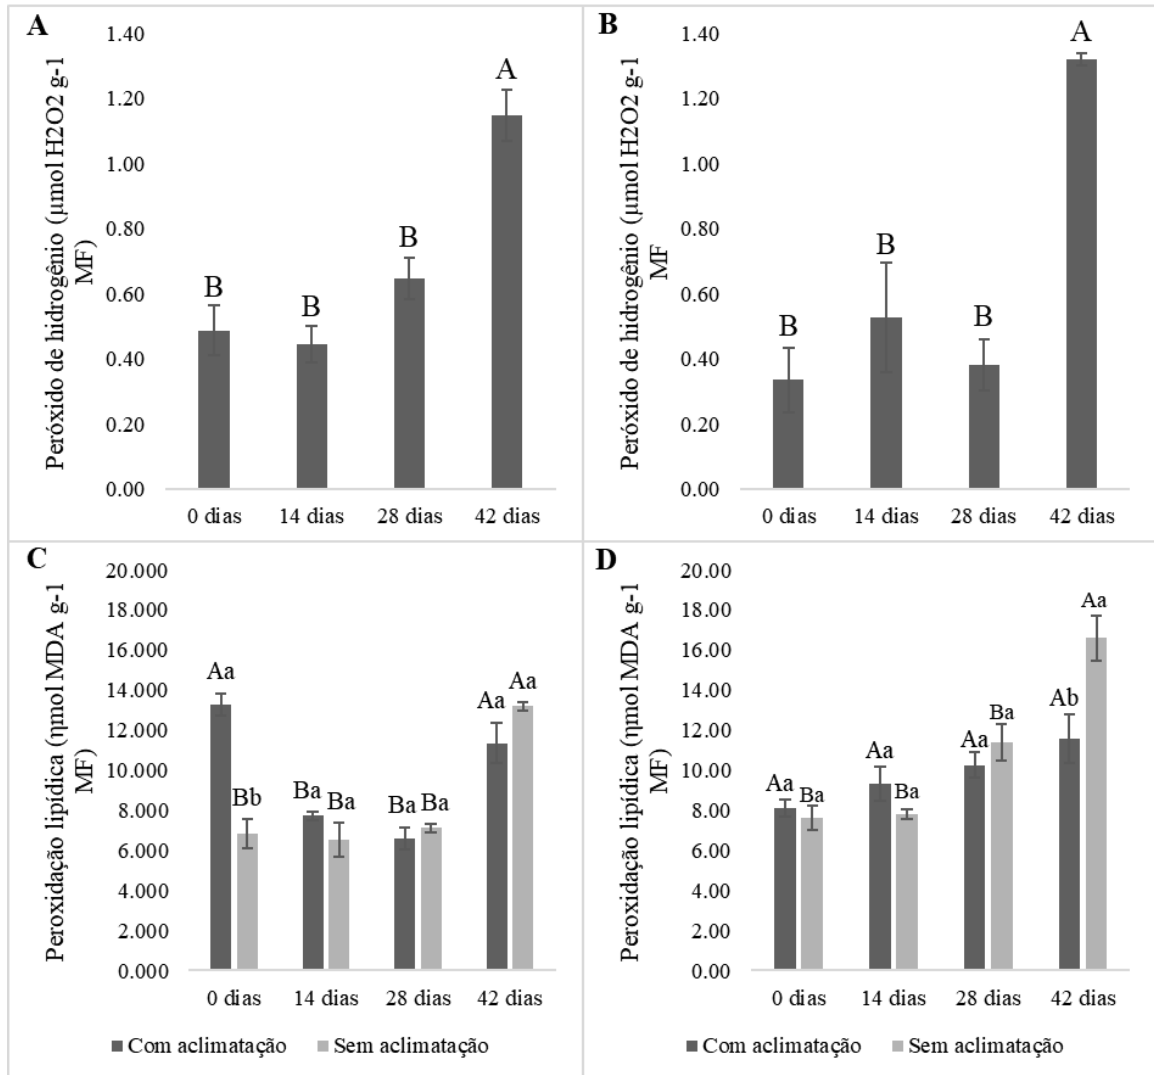 A
Peróxido de hidrogênio (µmol H2O2 g-1
MF)
1.40
1.20
1.00
0.80
0.60
0.40
0.20
0.00
B
B
B
A
0 dias
14 dias
28 dias
42 dias
B
Peróxido de hidrogênio (µmol H2O2 g-1
MF
1.40
1.20
1.00
0.80
0.60
0.40
0.20
0.00
B
B
B
A
0 dias
14 dias
28 dias
42 dias
C
Peroxidação lipídica (ηmol MDA g-1
MF)
20.000
18.000
16.000
14.000
12.000
10.000
8.000
6.000
4.000
2.000
0.000
Aa
Bb
Ba
Ba
Ba
Ba
Aa
Aa
0 dias
14 dias
28 dias
42 dias
Com aclimatação
Sem aclimatação
D
Peroxidação lipídica (ηmol MDA g-1
MF)
20.00
18.00
16.00
14.00
12.00
10.00
8.00
6.00
4.00
2.00
0.00
Aa
Ba
Aa
Ba
Aa
Ba
Ab
Aa
0 dias
14 dias
28 dias
42 dias
Com aclimatação
Sem aclimatação